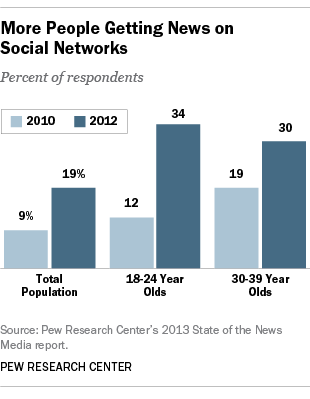 More People Getting News on
Social Networks
Percent of respondents
2010 2012
9%
19%
12
34
19
30
Total
Population
18-24 Year
Olds
30-39 Year
Olds
Source: Pew Research Center's 2013 State of the News
Media report.
PEW RESEARCH CENTER